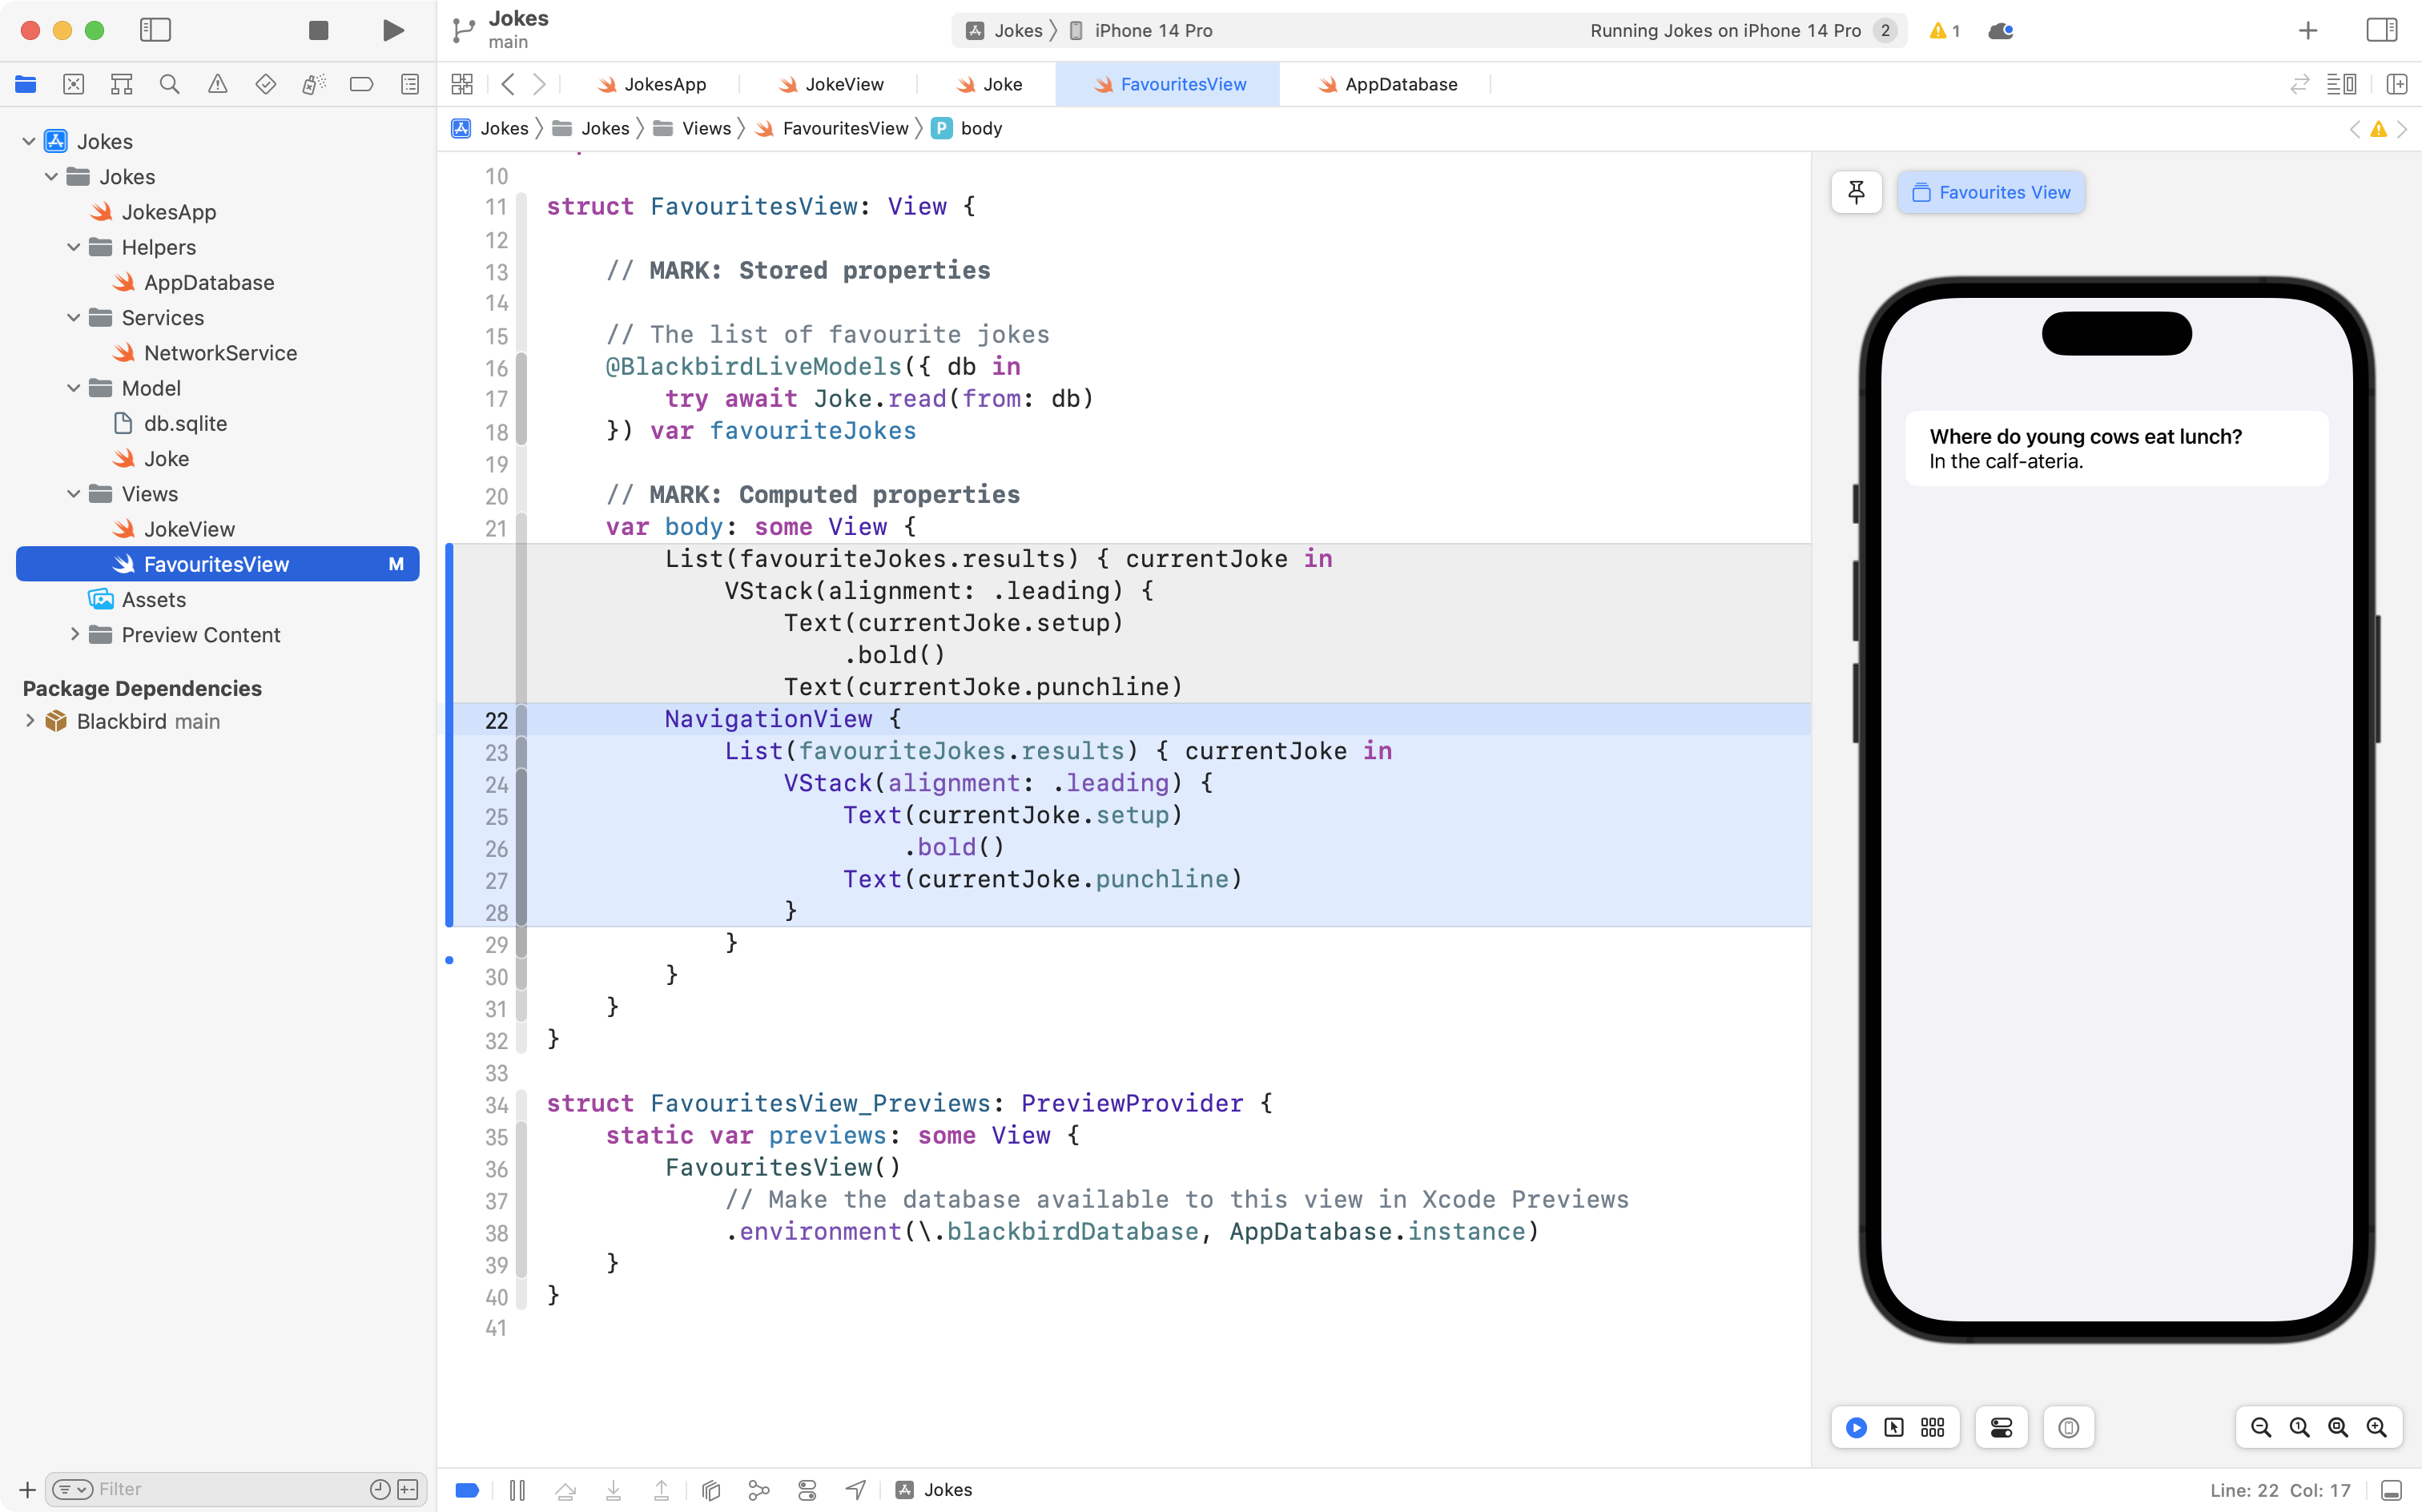 Jokes
main
Jokes
iPhone 14 Pro
Running Jokes on iPhone 14 Pro
2
1
JokesApp
JokeView
Joke
FavouritesView
AppDatabase
Jokes
Jokes
Views
FavouritesView
P
body
Jokes
Jokes
JokesApp
Helpers
AppDatabase
Services
NetworkService
Model
db.sqlite
Joke
Views
JokeView
FavouritesView M
Assets
Preview Content
Package Dependencies
Blackbird main
Filter
10
11 struct FavouritesView: View {
12
13 // MARK: Stored properties
14
15 // The list of favourite jokes
16 @BlackbirdLiveModels({ db in
17 try await Joke.read(from: db)
18 }) var favouriteJokes
19
20 // MARK: Computed properties
21 var body: some View {
List(favouriteJokes.results) { currentJoke in
VStack(alignment: .leading) {
Text(currentJoke.setup)
.bold()
Text(currentJoke.punchline)
22 NavigationView {
23 List(favouriteJokes.results) { currentJoke in
24 VStack(alignment: .leading) {
25 Text(currentJoke.setup)
26 .bold()
27 Text(currentJoke.punchline)
28 }
29 }
30 }
31 }
32 }
33
34 struct FavouritesView_Previews: PreviewProvider {
35 static var previews: some View {
36 FavouritesView()
37 // Make the database available to this view in Xcode Previews
38 .environment(\.blackbirdDatabase, AppDatabase.instance)
39 }
40 }
41
Favourites View
Where do young cows eat lunch?
In the calf-ateria.
Jokes
Line: 22 Col: 17